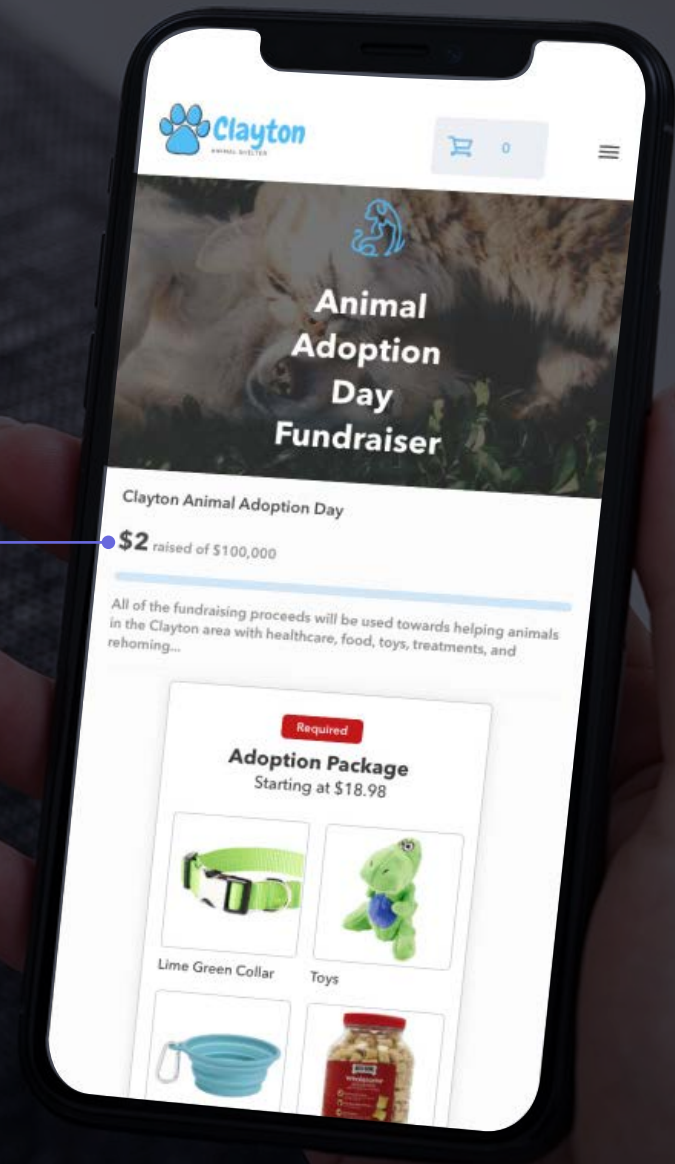 Clayton
ANIMAL SHELTER
0
Animal
Adoption
Day
Fundraiser
Clayton Animal Adoption Day
$2 raised of $100,000
All of the fundraising proceeds will be used towards helping animals
in the Clayton area with healthcare, food, toys, treatments, and
rehoming...
Required
Adoption Package
Starting at $18.98
Lime Green Collar
Toys